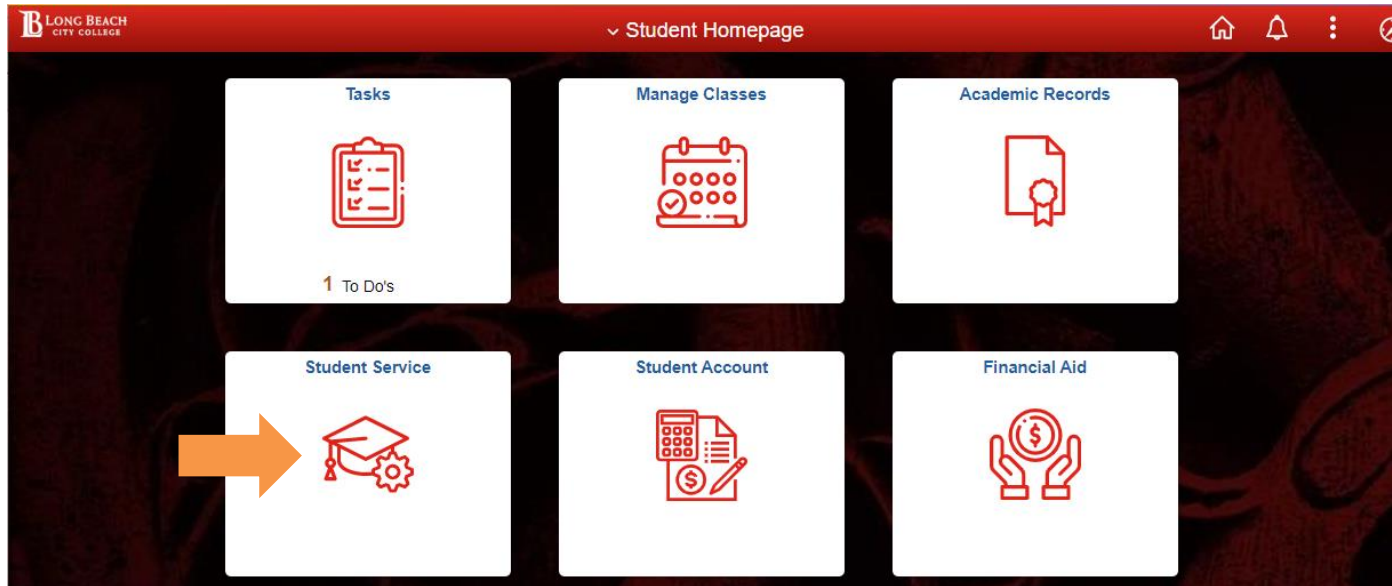 LONG BEACH
CITY COLLEGE
Student Homepage
Tasks
Manage Classes
Academic Records
1 To Do's
Student Service
Student Account
Financial Aid